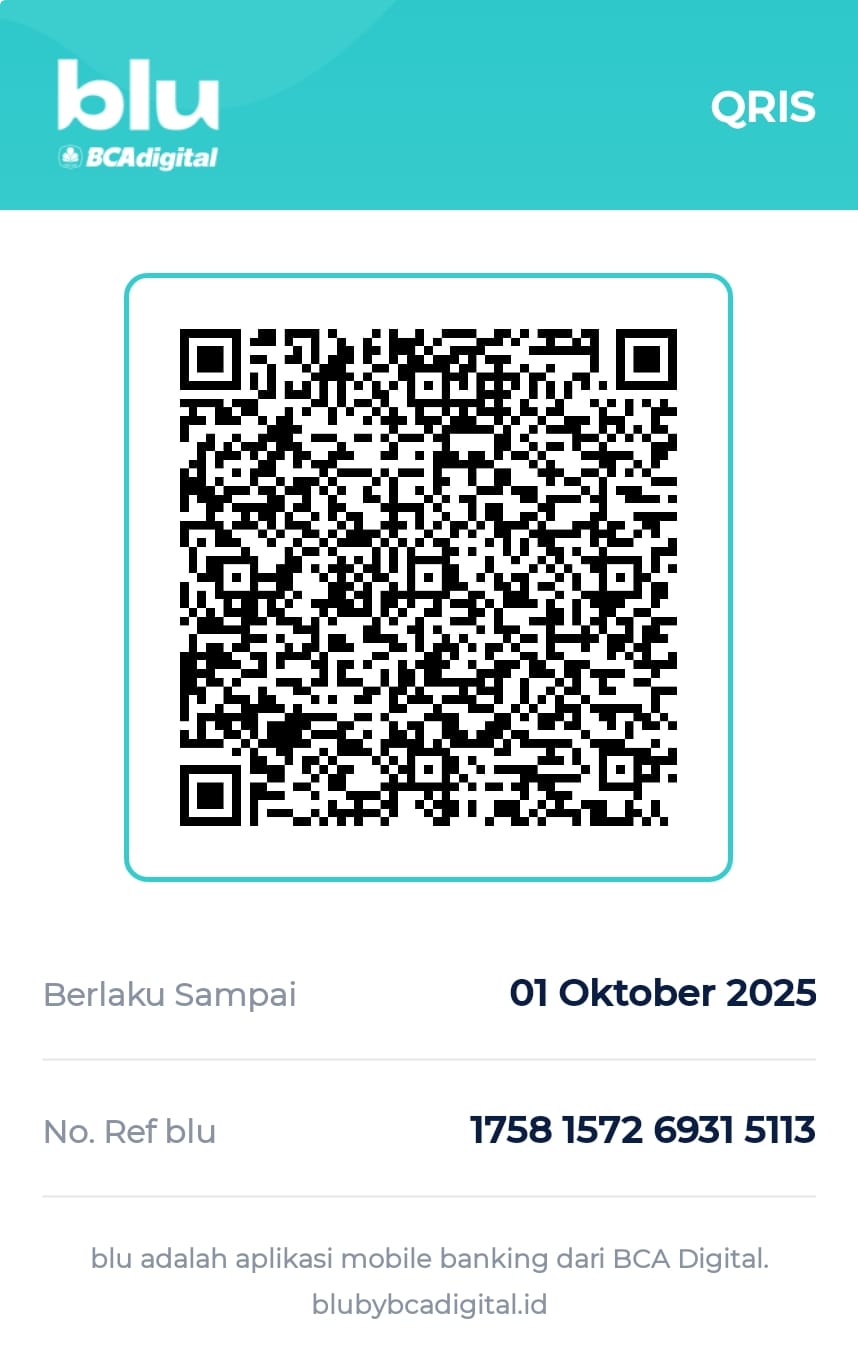 blu
BCAdigital
QRIS
Berlaku Sampai
01 Oktober 2025
No. Ref blu
1758 1572 6931 5113
blu adalah aplikasi mobile banking dari BCA Digital.
blubybcadigital.id